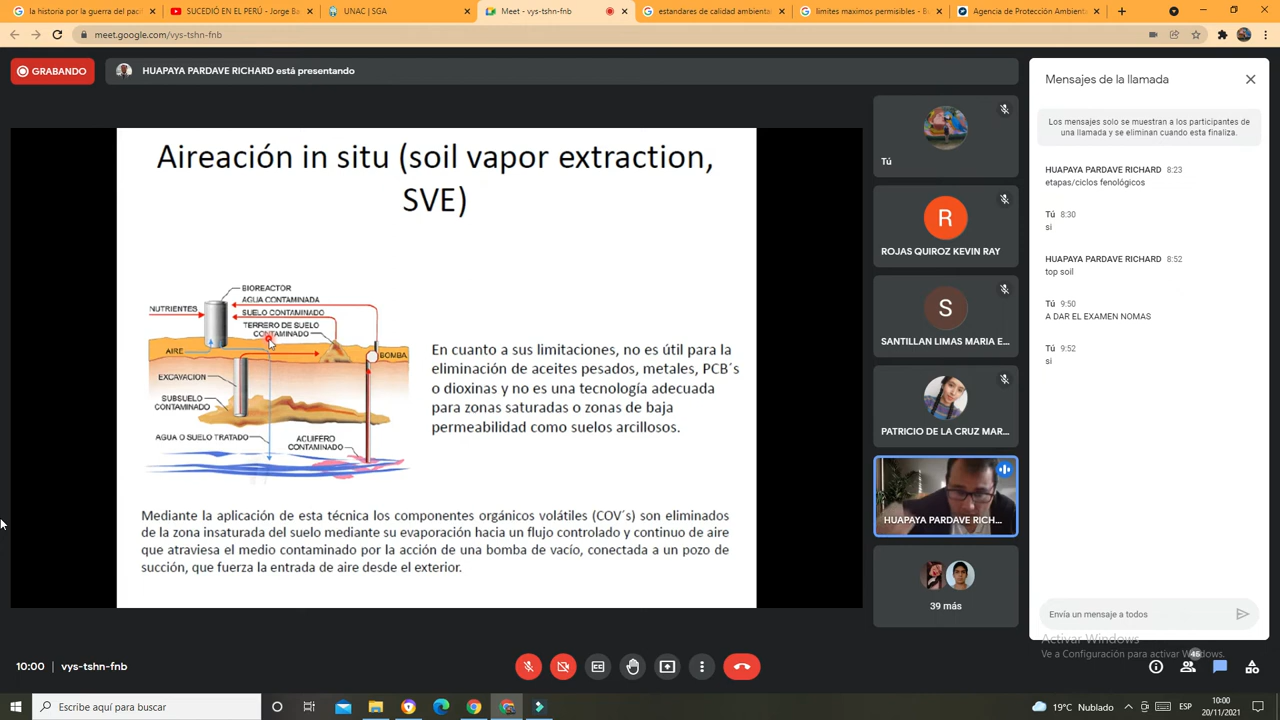 la historia por la guerra del pacif
SUCEDIÓ EN EL PERÚ - Jorge Ba
UNAC | SGA
Meet - vys-tshn-fnb
estandares de calidad ambienta
limites maximos permisibles - B
Agencia de Protección Ambienta
meet.google.com/vys-tshn-fnb
GRABANDO
HUAPAYA PARDAVE RICHARD está presentando
Aireación in situ (soil vapor extraction,
SVE)
BIOREACTOR
AGUA CONTAMINADA
NUTRIENTES
SUELO CONTAMINADO
TERRERO DE SUELO
CONTAMINADO
AIRE
BOMBA
EXCAVACIÓN
SUBSUELO
CONTAMINADO
AGUA O SUELO TRATADO
ACUIFERO
CONTAMINADO
En cuanto a sus limitaciones, no es útil para la
eliminación de aceites pesados, metales, PCB´s
o dioxinas y no es una tecnología adecuada
para zonas saturadas o zonas de baja
permeabilidad como suelos arcillosos.
Mediante la aplicación de esta técnica los componentes orgánicos volátiles (COV´s) son eliminados
de la zona insaturada del suelo mediante su evaporación hacia un flujo controlado y continuo de aire
que atraviesa el medio contaminado por la acción de una bomba de vacío, conectada a un pozo de
succión, que fuerza la entrada de aire desde el exterior.
Tú
R
ROJAS QUIROZ KEVIN RAY
S
SANTILLAN LIMAS MARIA E...
PATRICIO DE LA CRUZ MAR...
HUAPAYA PARDAVE RICH...
39 más
Mensajes de la llamada
Los mensajes solo se muestran a los participantes de
una llamada y se eliminan cuando esta finaliza.
HUAPAYA PARDAVE RICHARD 8:23
etapas/ciclos fenológicos
Tú 8:30
si
HUAPAYA PARDAVE RICHARD 8:52
top soil
Tú 9:50
A DAR EL EXAMEN NOMAS
Tú 9:52
si
Envía un mensaje a todos
Activar Windows
Ve a Configuración para activar Windows.
10:00 vys-tshn-fnb
46
Escribe aquí para buscar
19°C Nublado
ESP
10:00
20/11/2021